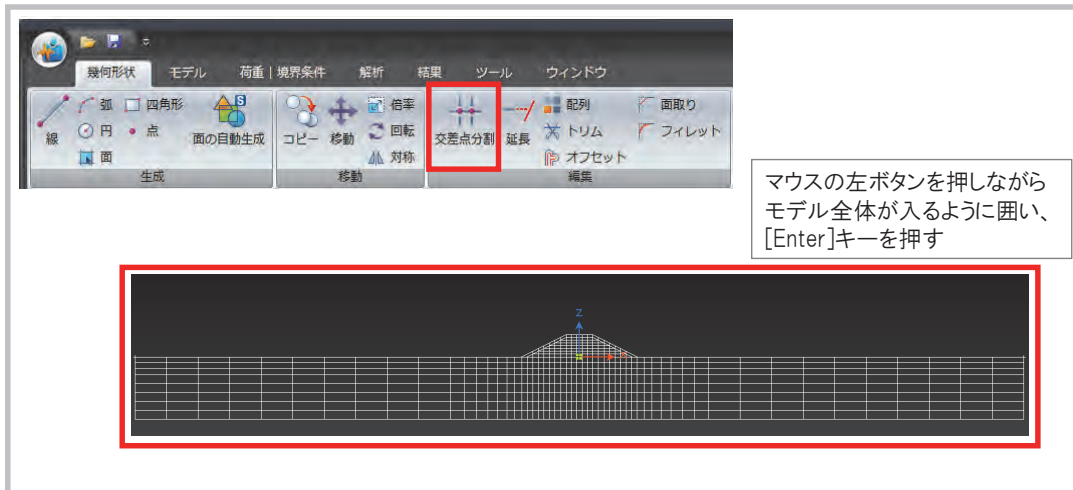 幾何形状 モデル 荷重 | 境界条件 解析 結果 ツール ウィンドウ
線 弧 四角形 面の自動生成 コピー 移動 倍率 交差点分割 延長 配列 面取り
円 点 回転 トリム フィレット
面 対称 オフセット
生成 移動 編集
マウスの左ボタンを押しながら
モデル全体が入るように囲い、
[Enter]キーを押す
Z